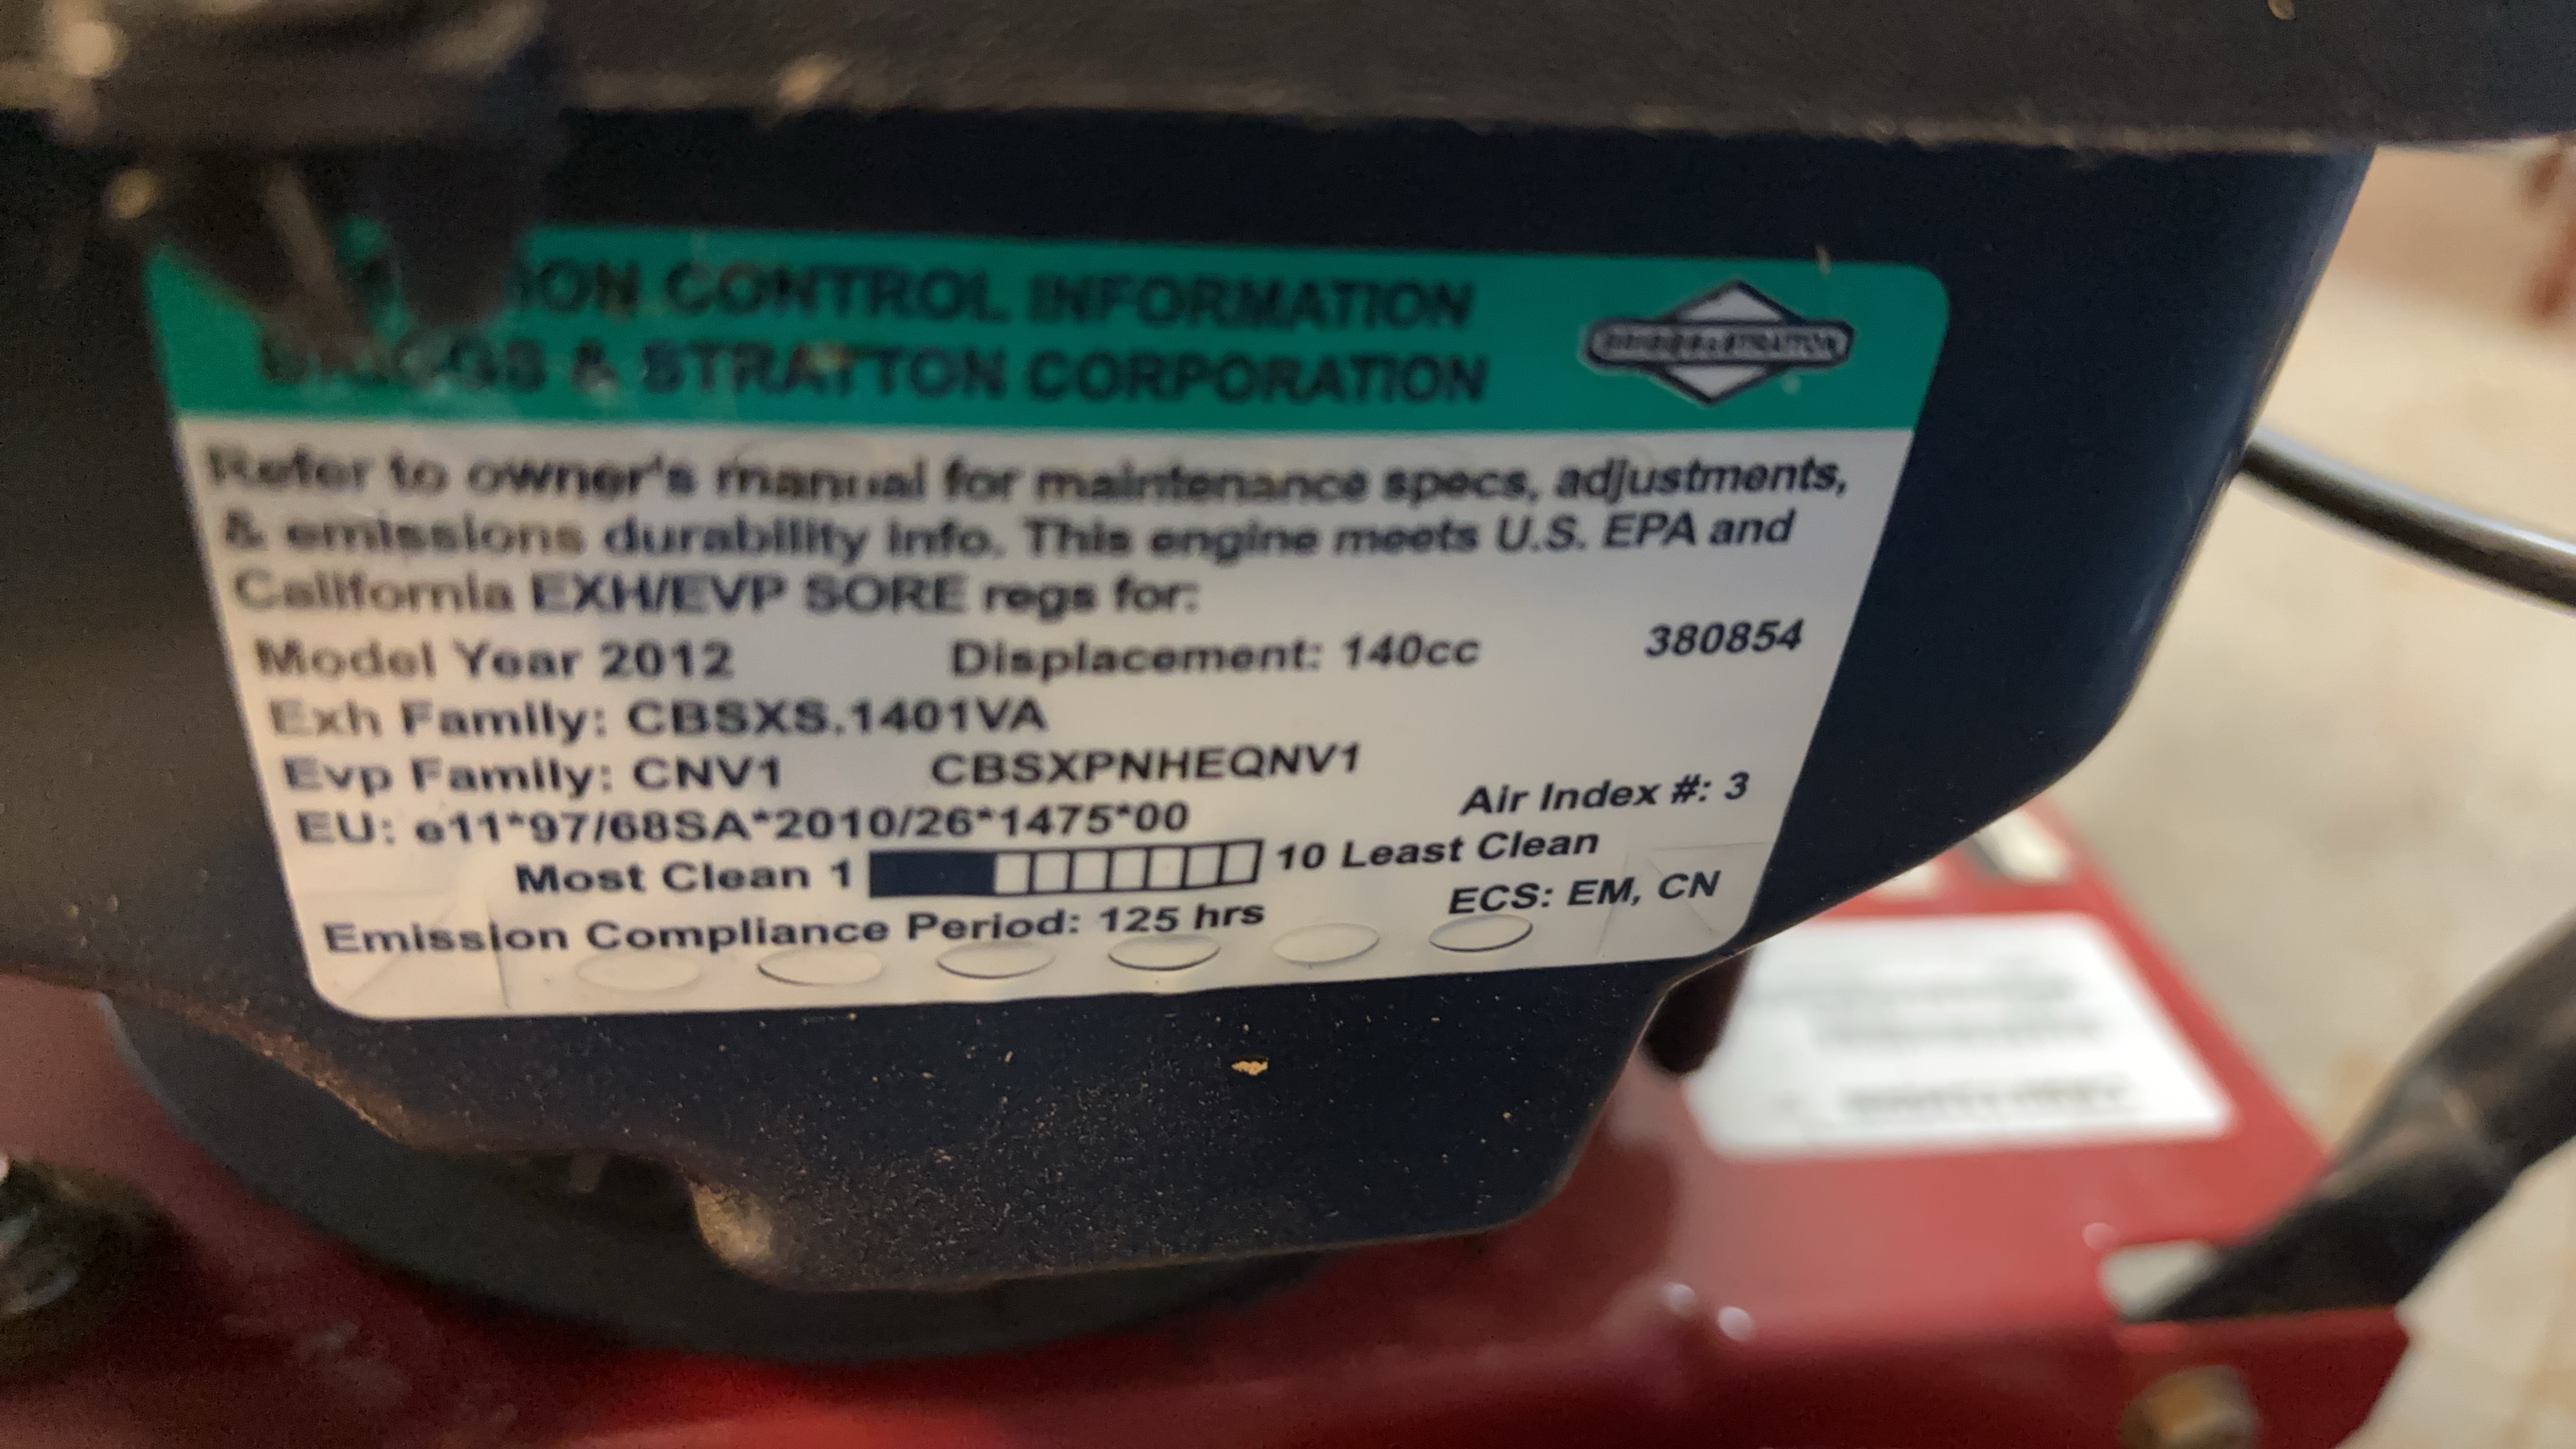 CONTROL INFORMATION
BRIGGS & STRATTON CORPORATION
BRIGGS & STRATTON
Refer to owner's manual for maintenance specs, adjustments,
& emissions durability info. This engine meets U.S. EPA and
California EXH/EVP SORE regs for:
Model Year 2012 Displacement: 140cc 380854
Exh Family: CBSXS.1401VA
Evp Family: CNV1 CBSXPNHEQNV1
EU: e11*97/68SA*2010/26*1475*00 Air Index #: 3
Most Clean 1 10 Least Clean
Emission Compliance Period: 125 hrs ECS: EM, CN